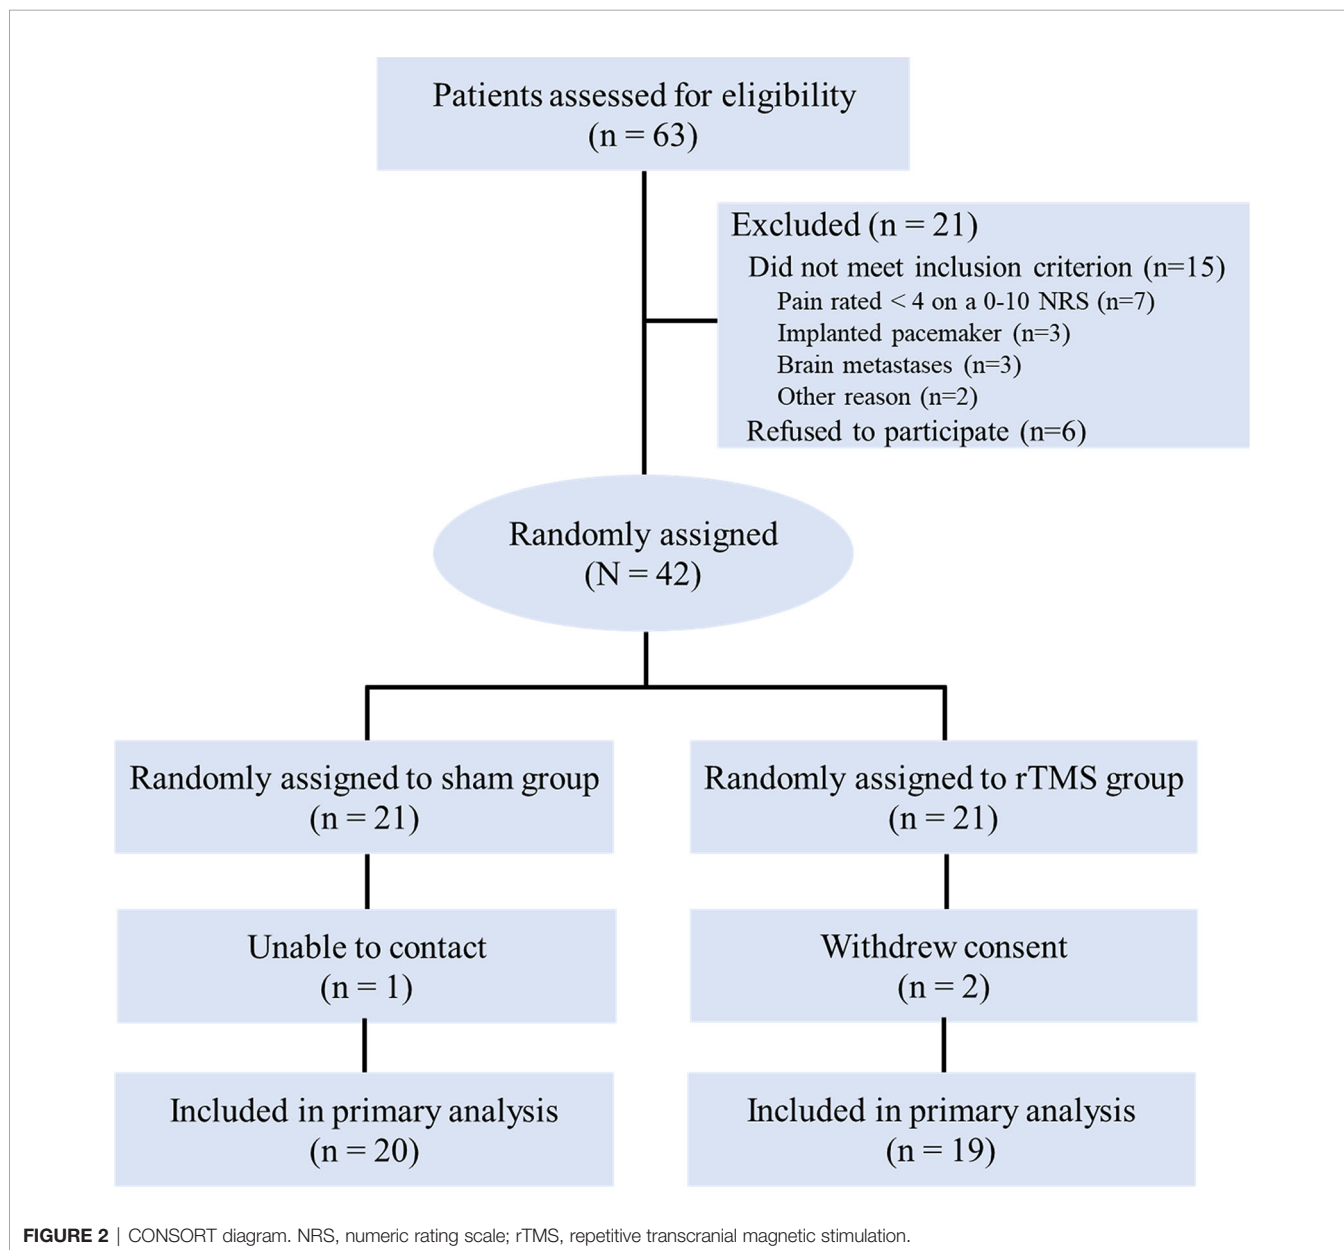 Patients assessed for eligibility
(n = 63)
Excluded (n = 21)
Did not meet inclusion criterion (n=15)
Pain rated < 4 on a 0-10 NRS (n=7)
Implanted pacemaker (n=3)
Brain metastases (n=3)
Other reason (n=2)
Refused to participate (n=6)
Randomly assigned
(N = 42)
Randomly assigned to sham group
(n = 21)
Randomly assigned to rTMS group
(n = 21)
Unable to contact
(n = 1)
Withdrew consent
(n = 2)
Included in primary analysis
(n = 20)
Included in primary analysis
(n = 19)
FIGURE 2 | CONSORT diagram. NRS, numeric rating scale; rTMS, repetitive transcranial magnetic stimulation.